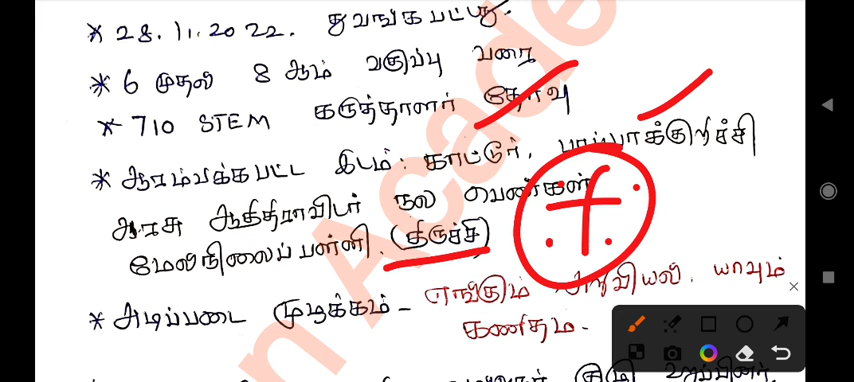 * 28.11.2022. துவங்கபட்டது.
* 6 முதல் 8 ஆம் வகுப்பு வரை
* 710 STEM கருத்தாளர் தேர்வு
* ஆரம்பிக்கபட்ட இடம்: காட்டூர், பாப்பாக்குறிச்சி
அரசு ஆதிதிராவிடர் நல பெண்கள்
மேல்நிலைப்பள்ளி. (திருச்சி)
* அடிப்படை முழக்கம் - எங்கும் அறிவியல். யாவும்
கணிதம்.